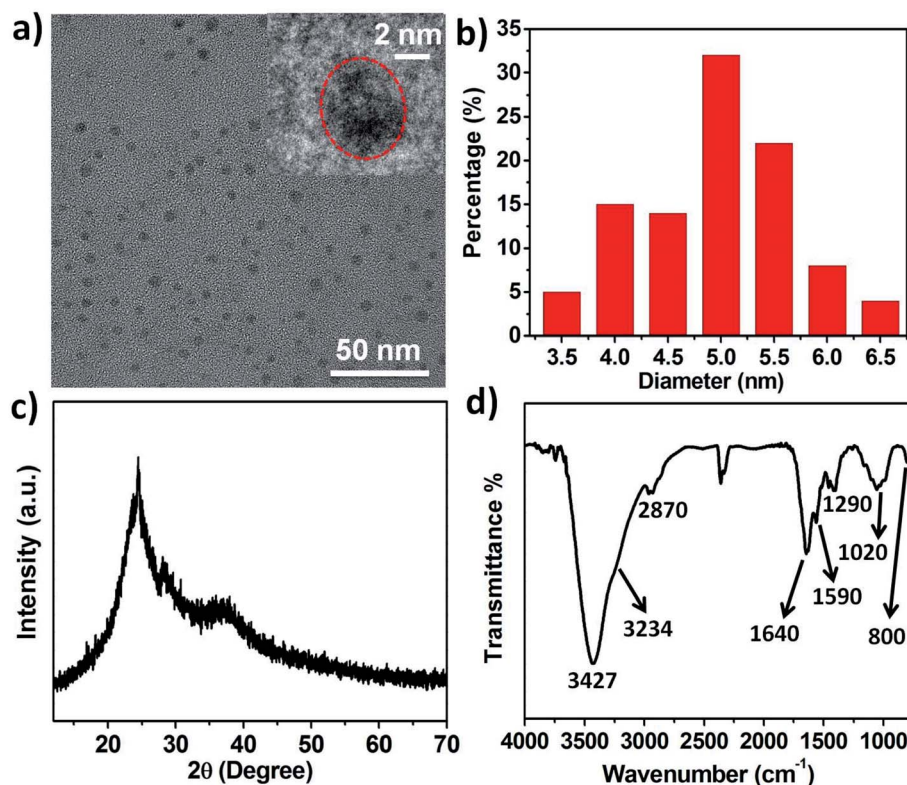 a)
2 nm
50 nm
b)
Percentage (%)
35
30
25
20
15
10
5
0
3.5 4.0 4.5 5.0 5.5 6.0 6.5
Diameter (nm)
c)
Intensity (a.u.)
20 30 40 50 60 70
2θ (Degree)
d)
Transmittance %
2870
1290
1020
3234
1590
1640
800
3427
4000 3500 3000 2500 2000 1500 1000
Wavenumber (cm⁻¹)